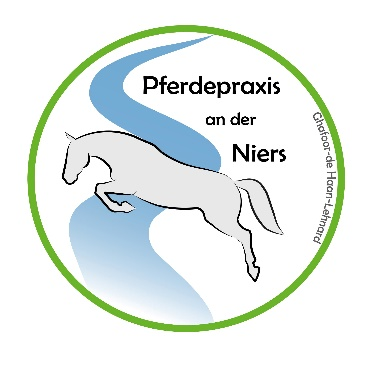 Pferdepraxis
an der
Niers
Ghafoor-de Haan-Lehnard